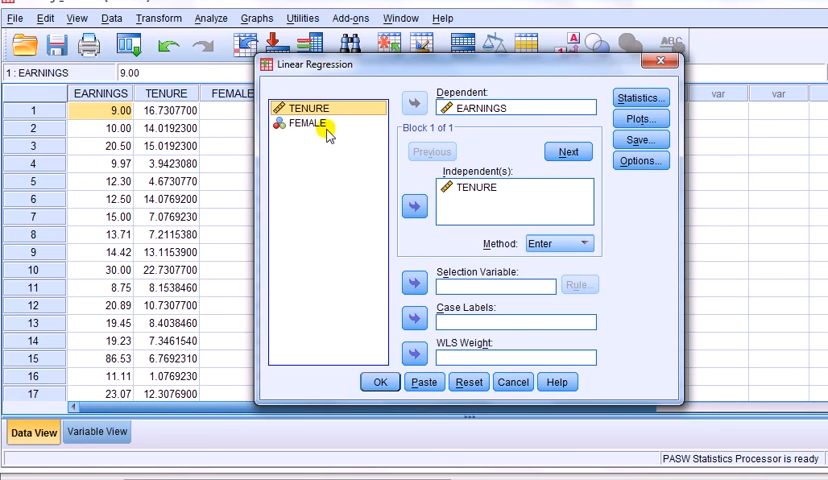 File Edit View Data Transform Analyze Graphs Utilities Add-ons Window Help
1 : EARNINGS 9.00
EARNINGS TENURE FEMALE var var
1 9.00 16.7307700
2 10.00 14.0192300
3 20.50 15.0192300
4 9.97 3.9423080
5 12.30 4.6730770
6 12.50 14.0769200
7 15.00 7.0769230
8 13.71 7.2115380
9 14.42 13.1153900
10 30.00 22.7307700
11 8.75 8.1538460
12 20.89 10.7307700
13 19.45 8.4038460
14 19.23 7.3461540
15 86.53 6.7692310
16 11.11 1.0769230
17 23.07 12.3076900
Data View Variable View
PASW Statistics Processor is ready
Linear Regression
TENURE
FEMALE
Dependent:
EARNINGS
Block 1 of 1
Previous Next
Independent(s):
TENURE
Method: Enter
Selection Variable:
Rule...
Case Labels:
WLS Weight:
Statistics...
Plots...
Save...
Options...
OK Paste Reset Cancel Help